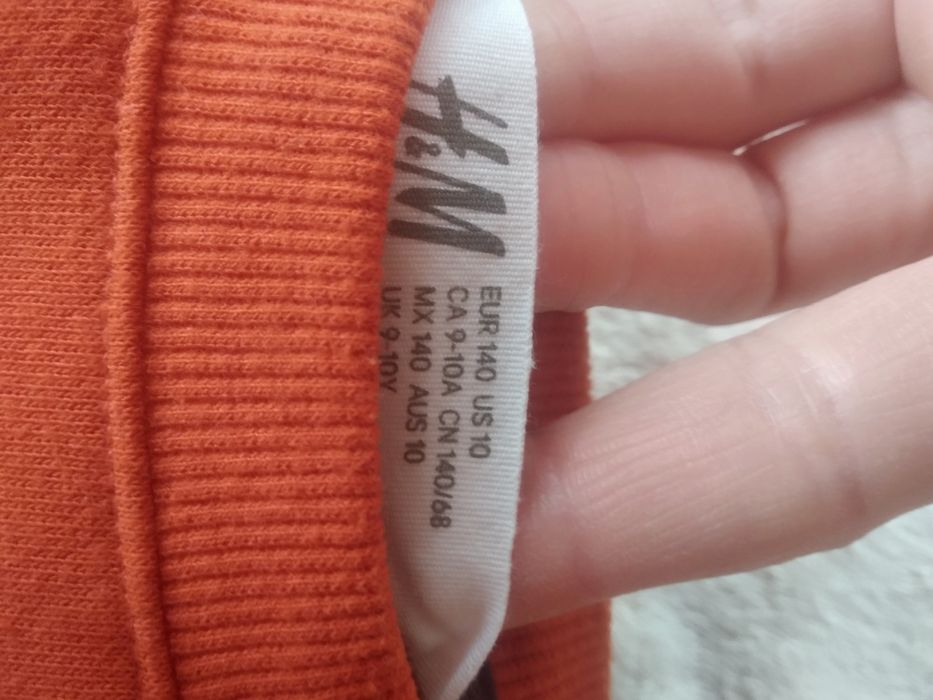 H&M
EUR 140 US 10
CA 9-10A CN 140/68
MX 140 AUS 10
UK 9-10Y